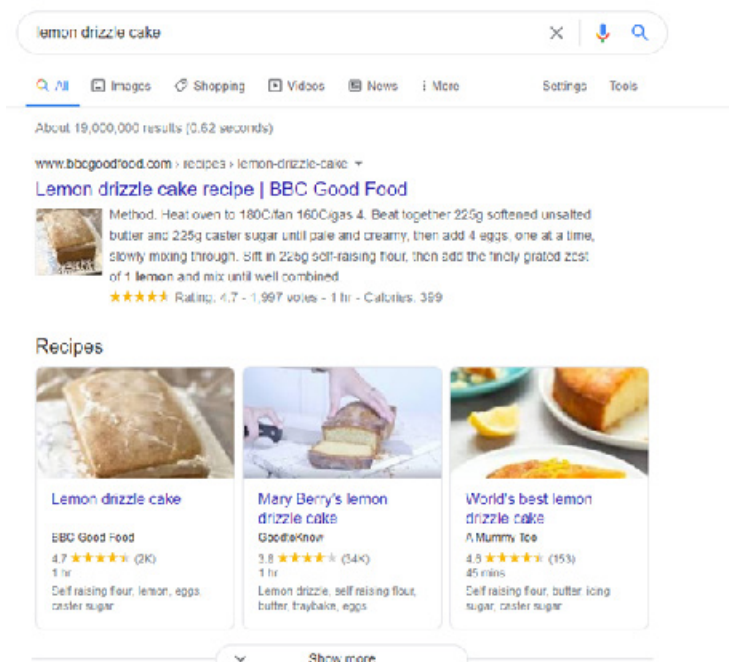 lemon drizzle cake
All Images Shopping Videos News More Settings Tools
About 19,000,000 results (0.62 seconds)
www.bbcgoodfood.com › recipes › lemon-drizzle-cake
Lemon drizzle cake recipe | BBC Good Food
Method. Heat oven to 180C/fan 160C/gas 4. Beat together 225g softened unsalted
butter and 225g caster sugar until pale and creamy, then add 4 eggs, one at a time,
slowly mixing through. Sift in 225g self-raising flour, then add the finely grated zest
of 1 lemon and mix until well combined
Rating: 4.7 - 1,997 votes - 1 hr - Calories: 399
Recipes
Lemon drizzle cake
BBC Good Food
4.7 (2K)
1 hr
Self raising flour, lemon, eggs,
caster sugar
Mary Berry's lemon
drizzle cake
GoodtoKnow
3.8 (34K)
1 hr
Lemon drizzle, self raising flour,
butter, traybake, eggs
World's best lemon
drizzle cake
A Mummy Too
4.6 (153)
45 mins
Self raising flour, butter, icing
sugar, caster sugar
Show more